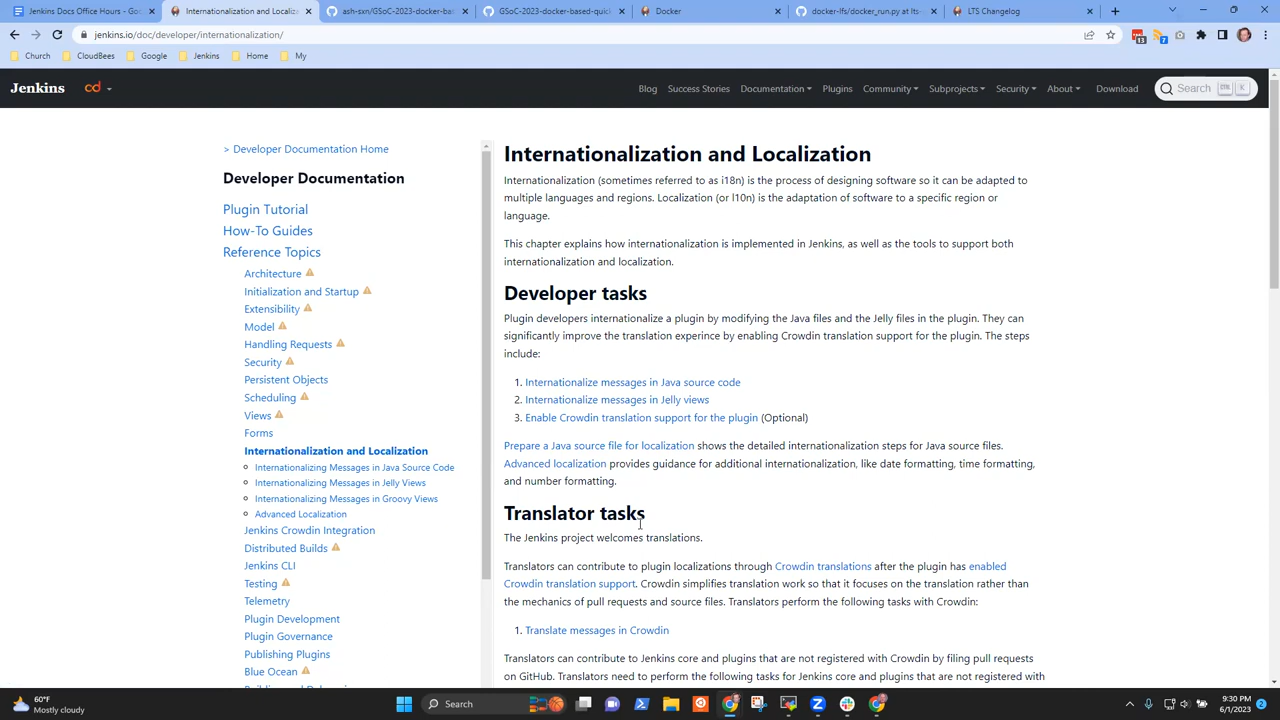 Jenkins Docs Office Hours - Go
Internationalization and Localiza
ash-sxn/GSoC-2023-docker-bas
GSoC-2023-docker-based-quick
Docker
docker-lfs/docker_run.py at lts-
LTS Changelog
jenkins.io/doc/developer/internationalization/
13
7
Church
CloudBees
Google
Jenkins
Home
My
Jenkins
cd
Blog
Success Stories
Documentation
Plugins
Community
Subprojects
Security
About
Download
Search
K
> Developer Documentation Home
Developer Documentation
Plugin Tutorial
How-To Guides
Reference Topics
Architecture
Initialization and Startup
Extensibility
Model
Handling Requests
Security
Persistent Objects
Scheduling
Views
Forms
Internationalization and Localization
Internationalizing Messages in Java Source Code
Internationalizing Messages in Jelly Views
Internationalizing Messages in Groovy Views
Advanced Localization
Jenkins Crowdin Integration
Distributed Builds
Jenkins CLI
Testing
Telemetry
Plugin Development
Plugin Governance
Publishing Plugins
Blue Ocean
Internationalization and Localization
Internationalization (sometimes referred to as i18n) is the process of designing software so it can be adapted to
multiple languages and regions. Localization (or l10n) is the adaptation of software to a specific region or
language.
This chapter explains how internationalization is implemented in Jenkins, as well as the tools to support both
internationalization and localization.
Developer tasks
Plugin developers internationalize a plugin by modifying the Java files and the Jelly files in the plugin. They can
significantly improve the translation experince by enabling Crowdin translation support for the plugin. The steps
include:
1. Internationalize messages in Java source code
2. Internationalize messages in Jelly views
3. Enable Crowdin translation support for the plugin (Optional)
Prepare a Java source file for localization shows the detailed internationalization steps for Java source files.
Advanced localization provides guidance for additional internationalization, like date formatting, time formatting,
and number formatting.
Translator tasks
The Jenkins project welcomes translations.
Translators can contribute to plugin localizations through Crowdin translations after the plugin has enabled
Crowdin translation support. Crowdin simplifies translation work so that it focuses on the translation rather than
the mechanics of pull requests and source files. Translators perform the following tasks with Crowdin:
1. Translate messages in Crowdin
Translators can contribute to Jenkins core and plugins that are not registered with Crowdin by filing pull requests
on GitHub. Translators need to perform the following tasks for Jenkins core and plugins that are not registered with
60°F
Mostly cloudy
Search
9:30 PM
6/1/2023
2